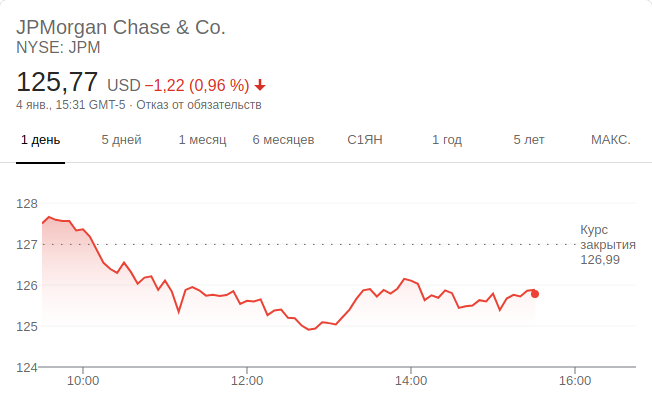 JPMorgan Chase & Co.
NYSE: JPM
125,77 USD −1,22 (0,96 %)
4 янв., 15:31 GMT-5 · Отказ от обязательств
1 день 5 дней 1 месяц 6 месяцев С1ЯН 1 год 5 лет МАКС.
128
Курс
127 закрытия
126,99
126
125
124
10:00 12:00 14:00 16:00